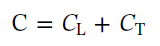 C = C_L + C_T